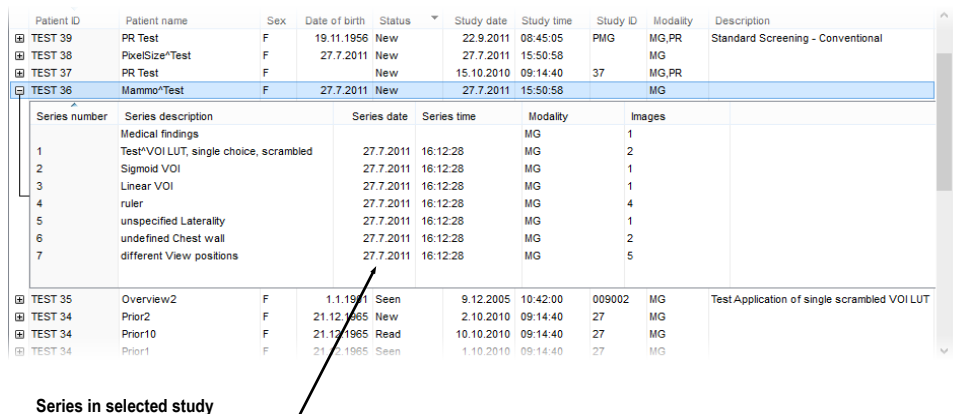 Patient ID Patient name Sex Date of birth Status Study date Study time Study ID Modality Description
TEST 39 PR Test F 19.11.1956 New 22.9.2011 08:45:05 PMG MG,PR Standard Screening - Conventional
TEST 38 PixelSize^Test F 27.7.2011 New 27.7.2011 15:50:58 MG
TEST 37 PR Test F New 15.10.2010 09:14:40 37 MG,PR
TEST 36 Mammo^Test F 27.7.2011 New 27.7.2011 15:50:58 MG
Series number Series description Series date Series time Modality Images
Medical findings MG 1
1 Test^VOI LUT, single choice, scrambled 27.7.2011 16:12:28 MG 2
2 Sigmoid VOI 27.7.2011 16:12:28 MG 1
3 Linear VOI 27.7.2011 16:12:28 MG 1
4 ruler 27.7.2011 16:12:28 MG 4
5 unspecified Laterality 27.7.2011 16:12:28 MG 1
6 undefined Chest wall 27.7.2011 16:12:28 MG 2
7 different View positions 27.7.2011 16:12:28 MG 5
TEST 35 Overview2 F 1.1.1901 Seen 9.12.2005 10:42:00 009002 MG Test Application of single scrambled VOI LUT
TEST 34 Prior2 F 21.12.1965 New 2.10.2010 09:14:40 27 MG
TEST 34 Prior10 F 21.12.1965 Read 10.10.2010 09:14:40 27 MG
TEST 34 Prior1 F 21.12.1965 Seen 1.10.2010 09:14:40 27 MG
Series in selected study